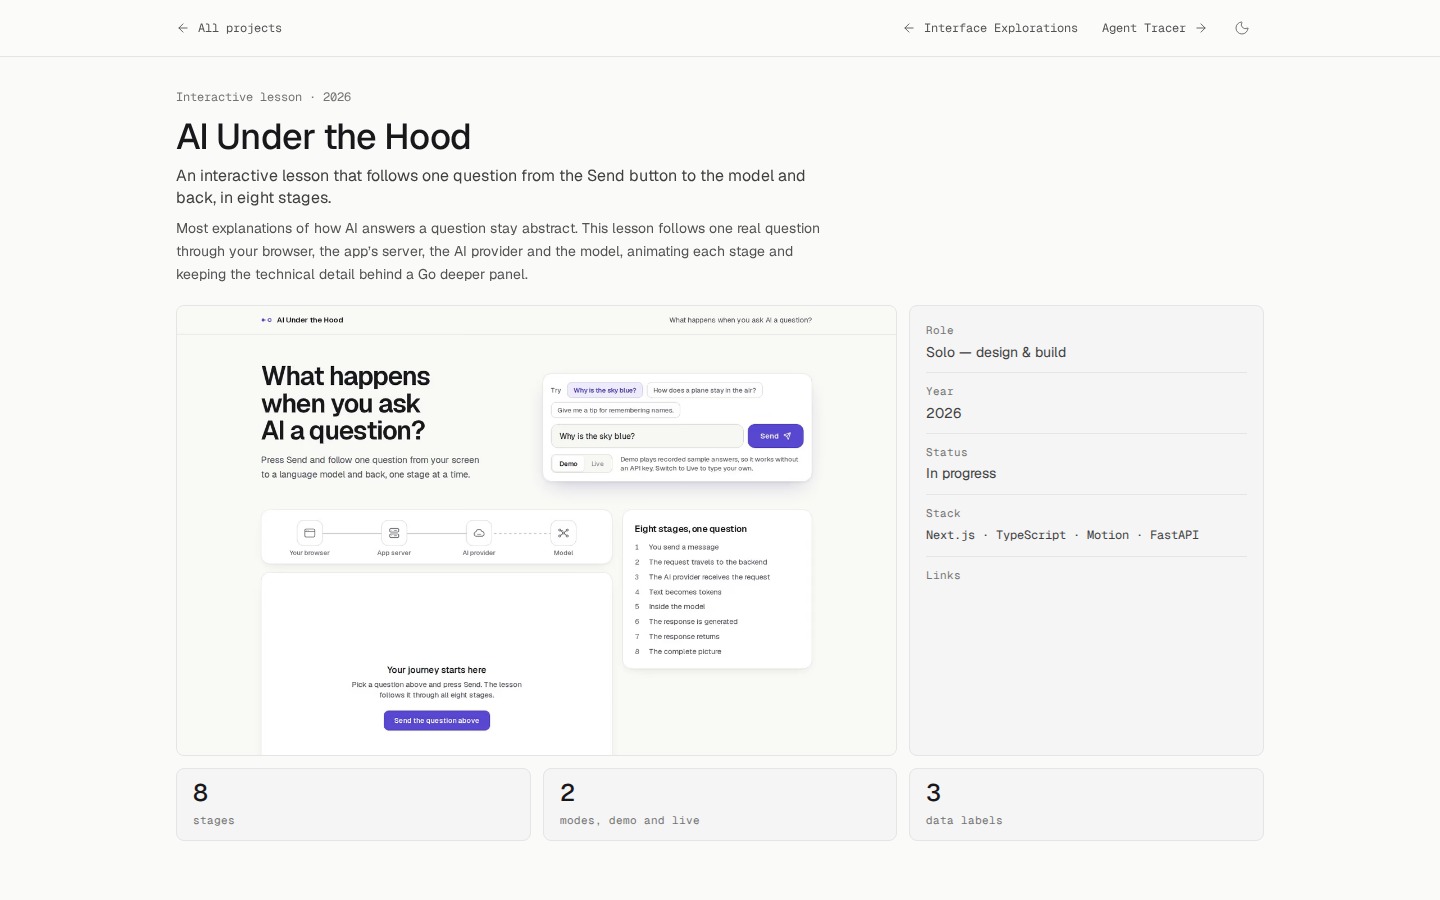 All projects
Interface Explorations
Agent Tracer
Interactive lesson · 2026
AI Under the Hood
An interactive lesson that follows one question from the Send button to the model and
back, in eight stages.
Most explanations of how AI answers a question stay abstract. This lesson follows one real question
through your browser, the app's server, the AI provider and the model, animating each stage and
keeping the technical detail behind a Go deeper panel.
AI Under the Hood
What happens when you ask AI a question?
What happens
when you ask
AI a question?
Press Send and follow one question from your screen
to a language model and back, one stage at a time.
Try
Why is the sky blue?
How does a plane stay in the air?
Give me a tip for remembering names.
Why is the sky blue?
Send
Demo
Live
Demo plays recorded sample answers, so it works without
an API key. Switch to Live to type your own.
Your browser
App server
AI provider
Model
Your journey starts here
Pick a question above and press Send. The lesson
follows it through all eight stages.
Send the question above
Eight stages, one question
1 You send a message
2 The request travels to the backend
3 The AI provider receives the request
4 Text becomes tokens
5 Inside the model
6 The response is generated
7 The response returns
8 The complete picture
Role
Solo — design & build
Year
2026
Status
In progress
Stack
Next.js · TypeScript · Motion · FastAPI
Links
8
stages
2
modes, demo and live
3
data labels